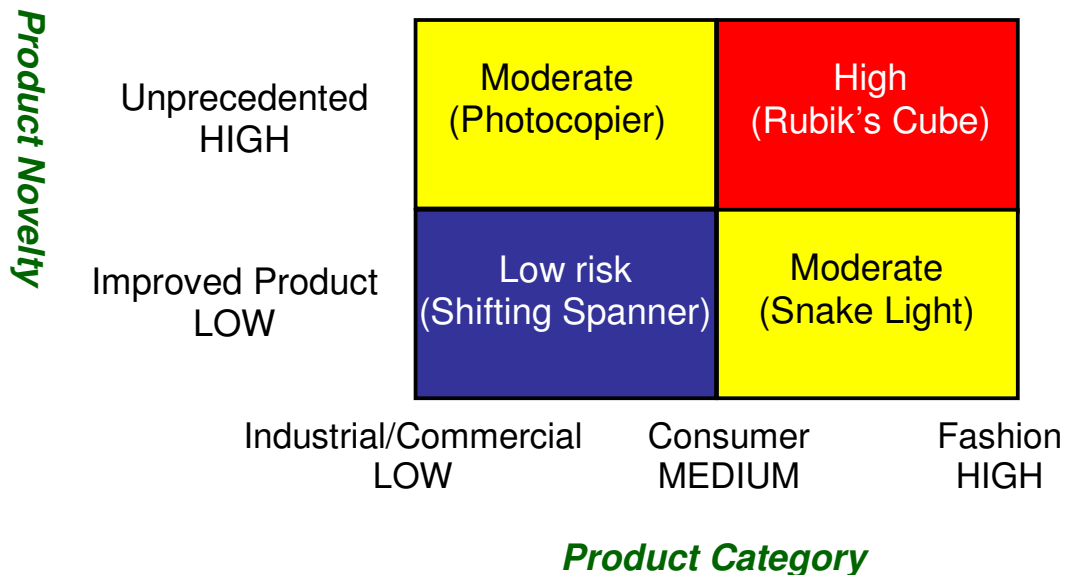 Product Novelty
Unprecedented
HIGH
Moderate
(Photocopier)
High
(Rubik's Cube)
Improved Product
LOW
Low risk
(Shifting Spanner)
Moderate
(Snake Light)
Industrial/Commercial
LOW
Consumer
MEDIUM
Fashion
HIGH
Product Category